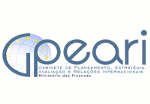 Gpeari
Gabinete de Planeamento, Estratégia,
Avaliação e Relações Internacionais
Ministério das Finanças